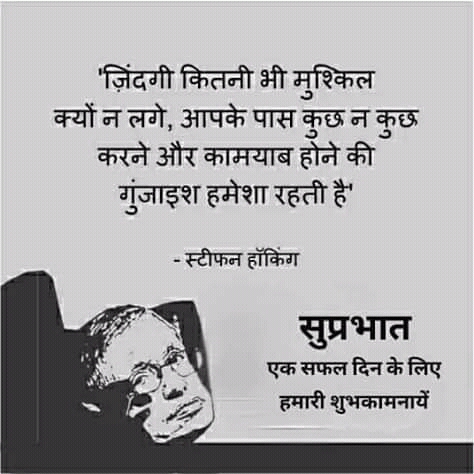 'ज़िंदगी कितनी भी मुश्किल
क्यों न लगे, आपके पास कुछ न कुछ
करने और कामयाब होने की
गुंजाइश हमेशा रहती है'
- स्टीफन हॉकिंग
सुप्रभात
एक सफल दिन के लिए
हमारी शुभकामनायें